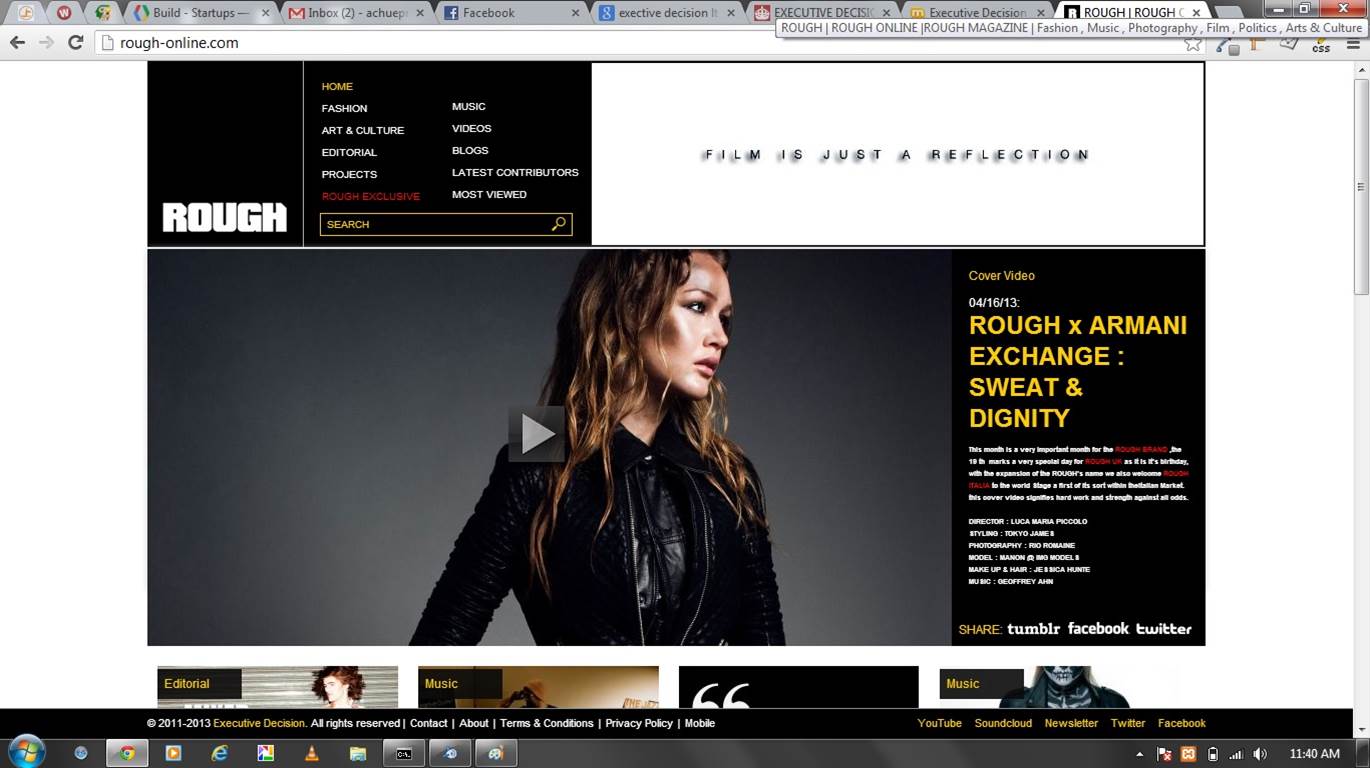 Build - Startups —
Inbox (2) - achuepr
Facebook
exective decision lt
EXECUTIVE DECISIO
Executive Decision
ROUGH | ROUGH O
rough-online.com
ROUGH | ROUGH ONLINE |ROUGH MAGAZINE | Fashion , Music , Photography , Film , Politics , Arts & Culture
css
HOME
FASHION
ART & CULTURE
EDITORIAL
PROJECTS
ROUGH EXCLUSIVE
MUSIC
VIDEOS
BLOGS
LATEST CONTRIBUTORS
MOST VIEWED
SEARCH
ROUGH
FILM IS JUST A REFLECTION
Cover Video
04/16/13:
ROUGH x ARMANI
EXCHANGE :
SWEAT &
DIGNITY
This month is a very important month for the ROUGH BRAND ,the
19 th marks a very special day for ROUGH UK as it is it's birthday,
with the expansion of the ROUGH's name we also welcome ROUGH
ITALIA to the world Stage a first of its sort within theitalian Market.
this cover video signifies hard work and strength against all odds.
DIRECTOR : LUCA MARIA PICCOLO
STYLING : TOKYO JAMES
PHOTOGRAPHY : RIO ROMAINE
MODEL : MANON @ IMG MODELS
MAKE UP & HAIR : JESSICA HUNTE
MUSIC : GEOFFREY AHN
SHARE: tumblr facebook twitter
Editorial
Music
Music
© 2011-2013 Executive Decision. All rights reserved | Contact | About | Terms & Conditions | Privacy Policy | Mobile
YouTube Soundcloud Newsletter Twitter Facebook
11:40 AM